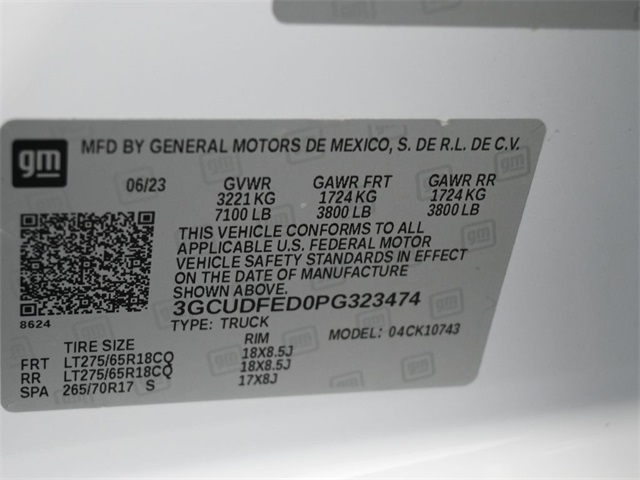 gm
MFD BY GENERAL MOTORS DE MEXICO, S. DE R.L. DE C.V.
06/23 GVWR GAWR FRT GAWR RR
3221 KG 1724 KG 1724 KG
7100 LB 3800 LB 3800 LB
THIS VEHICLE CONFORMS TO ALL
APPLICABLE U.S. FEDERAL MOTOR
VEHICLE SAFETY STANDARDS IN EFFECT
ON THE DATE OF MANUFACTURE
3GCUDFED0PG323474
8624
TYPE: TRUCK MODEL: 04CK10743
TIRE SIZE RIM
FRT LT275/65R18CQ 18X8.5J
RR LT275/65R18CQ 18X8.5J
SPA 265/70R17 S 17X8J